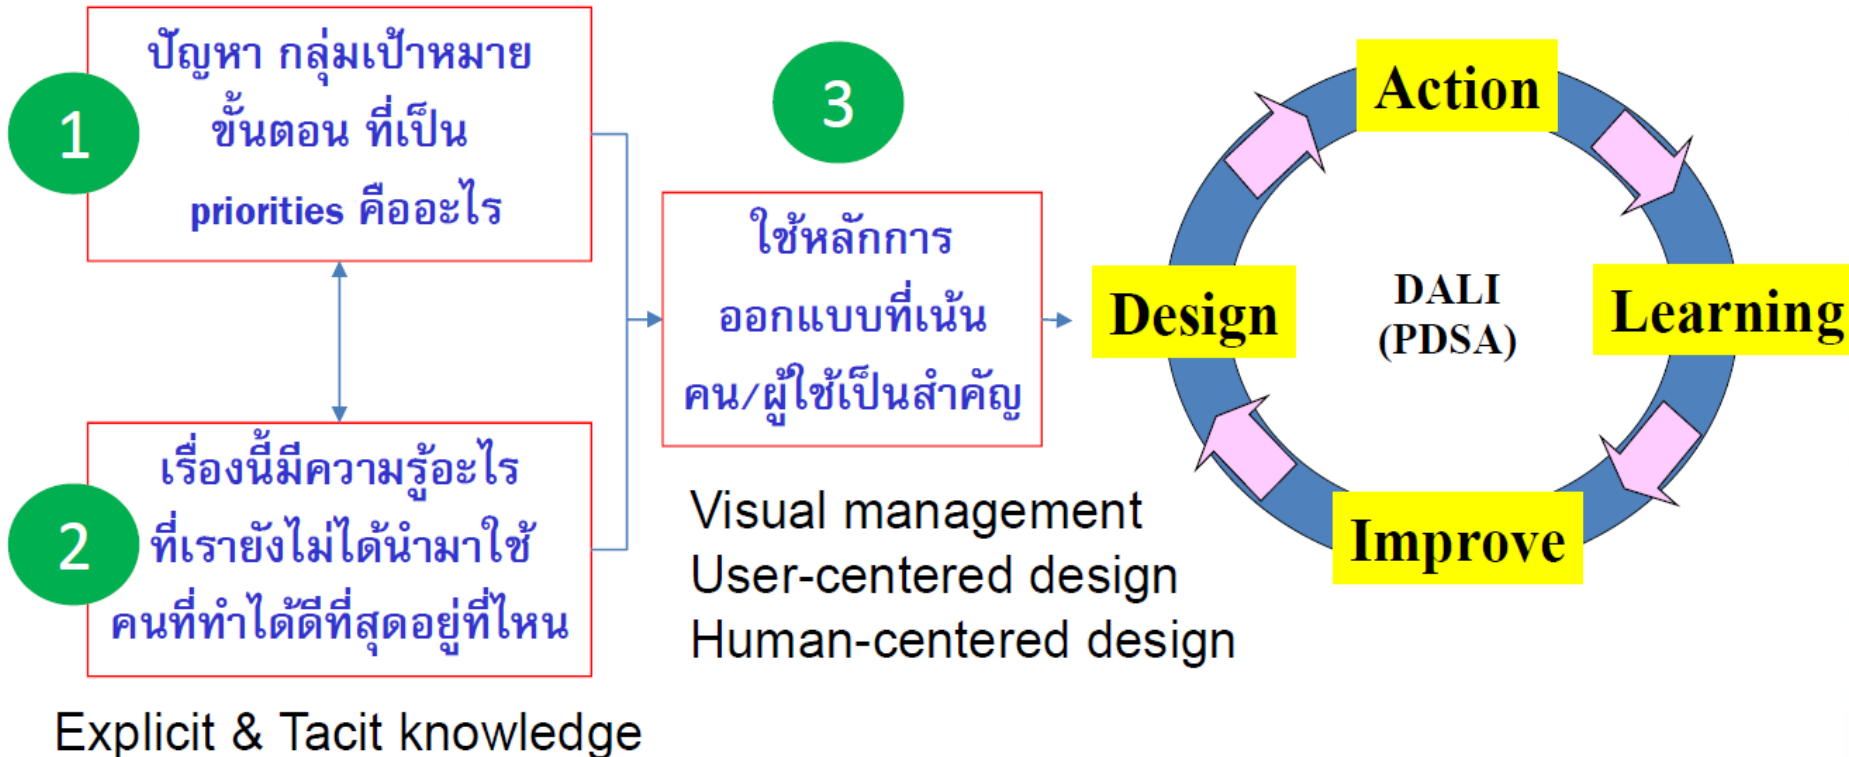 1
ปัญหา กลุ่มเป้าหมาย
ขั้นตอน ที่เป็น
priorities คืออะไร
2
เรื่องนี้มีความรู้อะไร
ที่เรายังไม่ได้นำมาใช้
คนที่ทำได้ดีที่สุดอยู่ที่ไหน
Explicit & Tacit knowledge
3
ใช้หลักการ
ออกแบบที่เน้น
คน/ผู้ใช้เป็นสำคัญ
Visual management
User-centered design
Human-centered design
Action
Design
DALI
(PDSA)
Learning
Improve